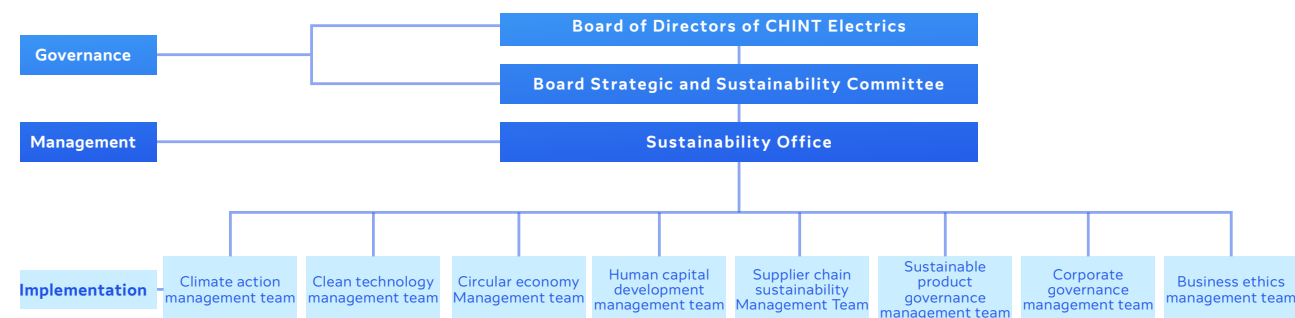 Board of Directors of CHINT Electrics
Governance
Board Strategic and Sustainability Committee
Management
Sustainability Office
Implementation
Climate action
management team
Clean technology
management team
Circular economy
Management team
Human capital
development
management team
Supplier chain
sustainability
Management Team
Sustainable
product
governance
management team
Corporate
governance
management team
Business ethics
management team